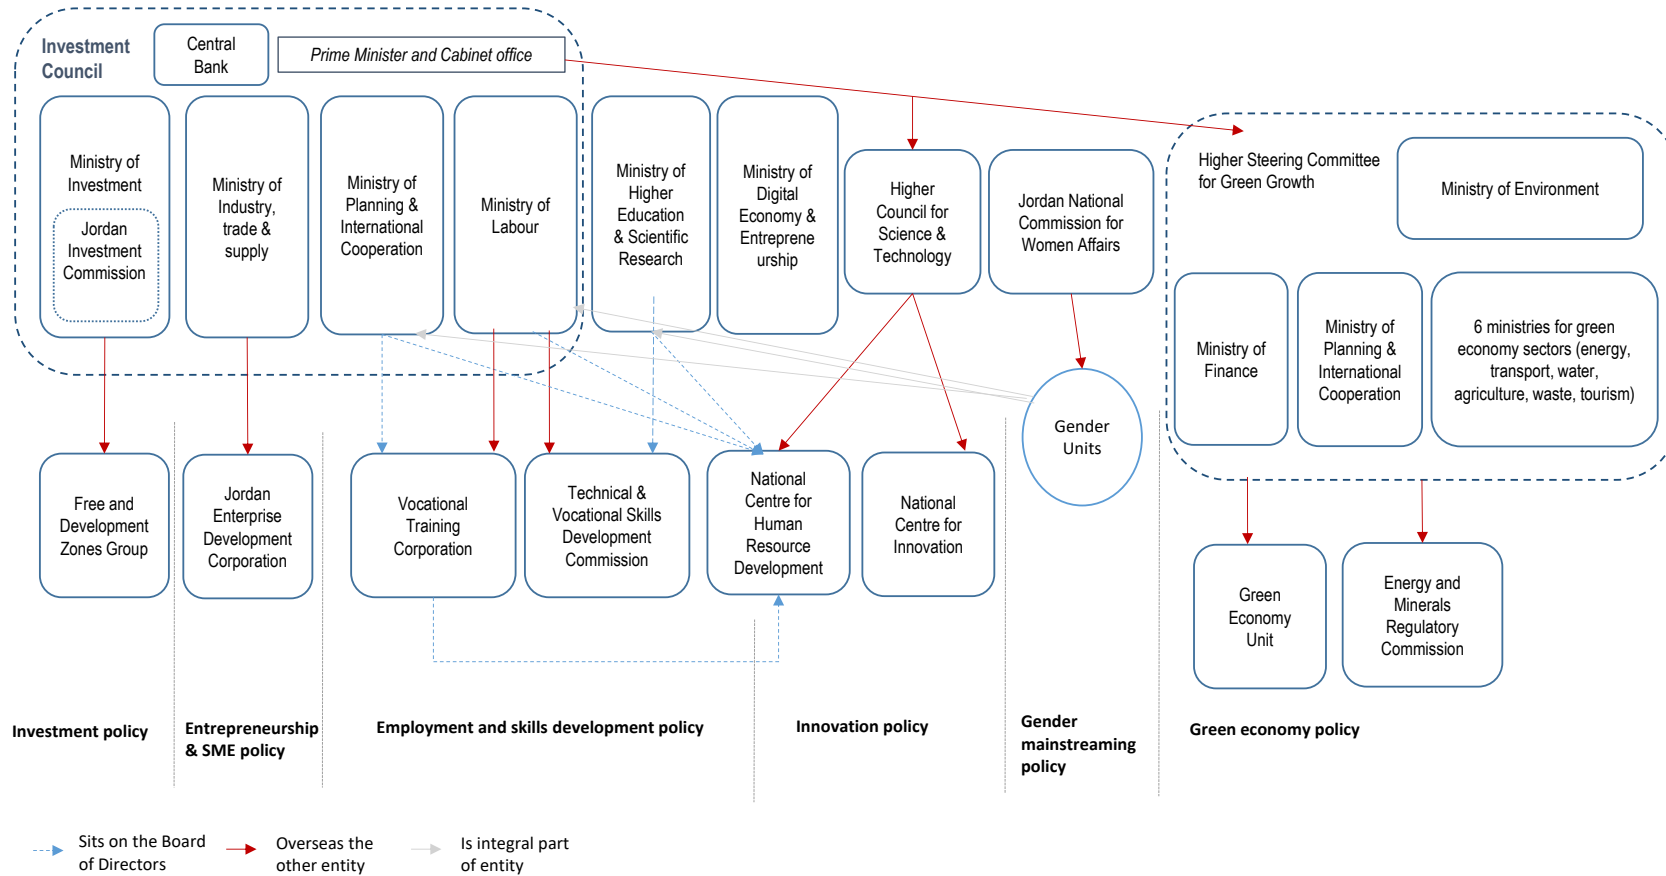 Investment
Council
Central
Bank
Prime Minister and Cabinet office
Ministry of
Investment
Jordan
Investment
Commission
Ministry of
Industry,
trade &
supply
Ministry of
Planning &
International
Cooperation
Ministry of
Labour
Ministry of
Higher
Education
& Scientific
Research
Ministry of
Digital
Economy &
Entreprene
urship
Higher
Council for
Science &
Technology
Jordan National
Commission for
Women Affairs
Higher Steering Committee
for Green Growth
Ministry of Environment
Ministry of
Finance
Ministry of
Planning &
International
Cooperation
6 ministries for green
economy sectors (energy,
transport, water,
agriculture, waste, tourism)
Gender
Units
Free and
Development
Zones Group
Jordan
Enterprise
Development
Corporation
Vocational
Training
Corporation
Technical &
Vocational Skills
Development
Commission
National
Centre for
Human
Resource
Development
National
Centre for
Innovation
Green
Economy
Unit
Energy and
Minerals
Regulatory
Commission
Investment policy
Entrepreneurship
& SME policy
Employment and skills development policy
Innovation policy
Gender
mainstreaming
policy
Green economy policy
Sits on the Board
of Directors
Overseas the
other entity
Is integral part
of entity